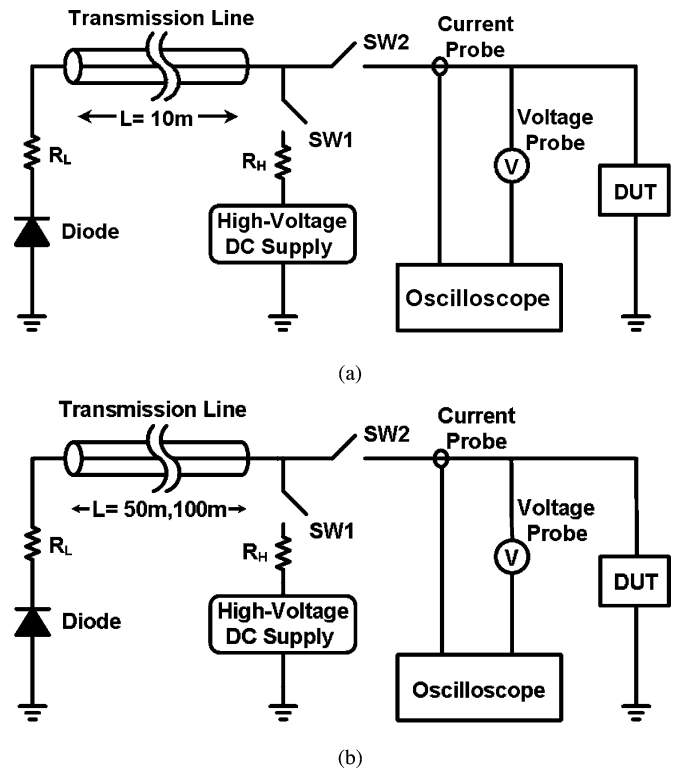 Transmission Line
SW2
Current
Probe
L= 10m
SW1
Voltage
Probe
RL
RH
V
DUT
Diode
High-Voltage
DC Supply
Oscilloscope
(a)
Transmission Line
SW2
Current
Probe
L= 50m,100m
SW1
Voltage
Probe
RL
RH
V
DUT
Diode
High-Voltage
DC Supply
Oscilloscope
(b)